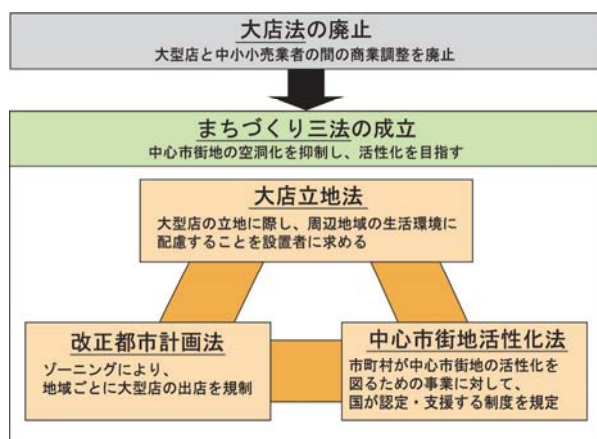 大店法の廃止
大型店と中小小売業者の間の商業調整を廃止
まちづくり三法の成立
中心市街地の空洞化を抑制し、活性化を目指す
大店立地法
大型店の立地に際し、周辺地域の生活環境に
配慮することを設置者に求める
改正都市計画法
ゾーニングにより、
地域ごとに大型店の出店を規制
中心市街地活性化法
市町村が中心市街地の活性化を
図るための事業に対して、
国が認定・支援する制度を規定